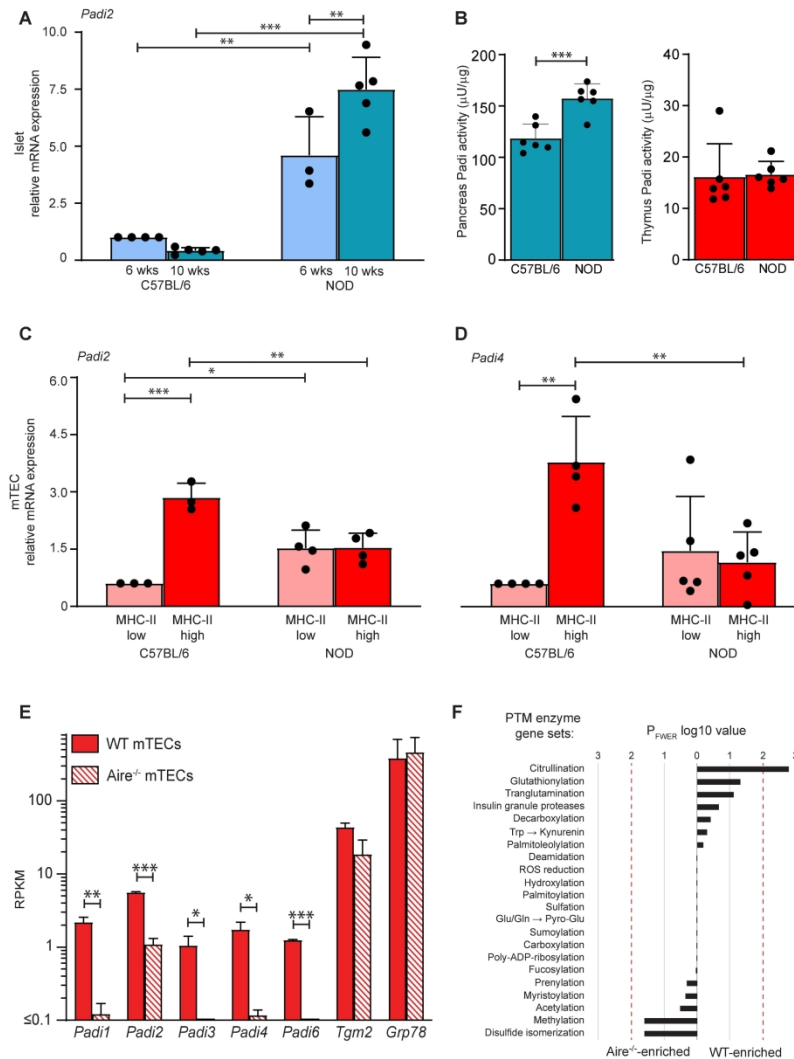 A
Padi2
Islet
relative mRNA expression
10
7.5
5.0
2.5
0
**
***
**
6 wks 10 wks
C57BL/6
6 wks 10 wks
NOD
B
Pancreas Padi activity (µU/µg)
200
150
100
50
0
***
C57BL/6 NOD
Thymus Padi activity (µU/µg)
40
30
20
10
0
C57BL/6 NOD
C
Padi2
mTEC
relative mRNA expression
6.0
4.5
3.0
1.5
0
**
*
***
MHC-II low
MHC-II high
C57BL/6
MHC-II low
MHC-II high
NOD
D
Padi4
**
**
MHC-II low
MHC-II high
C57BL/6
MHC-II low
MHC-II high
NOD
E
WT mTECs
Aire-/- mTECs
RPKM
100
10
1
≤0.1
**
***
*
*
***
Padi1 Padi2 Padi3 Padi4 Padi6 Tgm2 Grp78
F
PTM enzyme
gene sets:
PFWER log10 value
3 2 1 0 1 2 3
Citrullination
Glutathionylation
Tranglutamination
Insulin granule proteases
Decarboxylation
Trp → Kynurenin
Palmitoleolylation
Deamidation
ROS reduction
Hydroxylation
Palmitoylation
Sulfation
Glu/Gln → Pyro-Glu
Sumoylation
Carboxylation
Poly-ADP-ribosylation
Fucosylation
Prenylation
Myristoylation
Acetylation
Methylation
Disulfide isomerization
Aire-/--enriched
WT-enriched